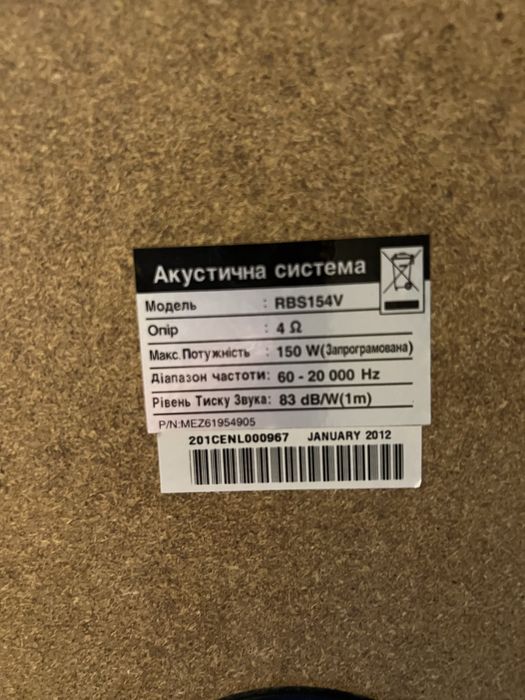 Акустична система
Модель : RBS154V
Опір : 4 Ω
Макс.Потужність : 150 W(Запрограмована)
Діапазон частоти: 60 - 20 000 Hz
Рівень Тиску Звука: 83 dB/W(1m)
P/N:MEZ61954905
201CENL000967 JANUARY 2012